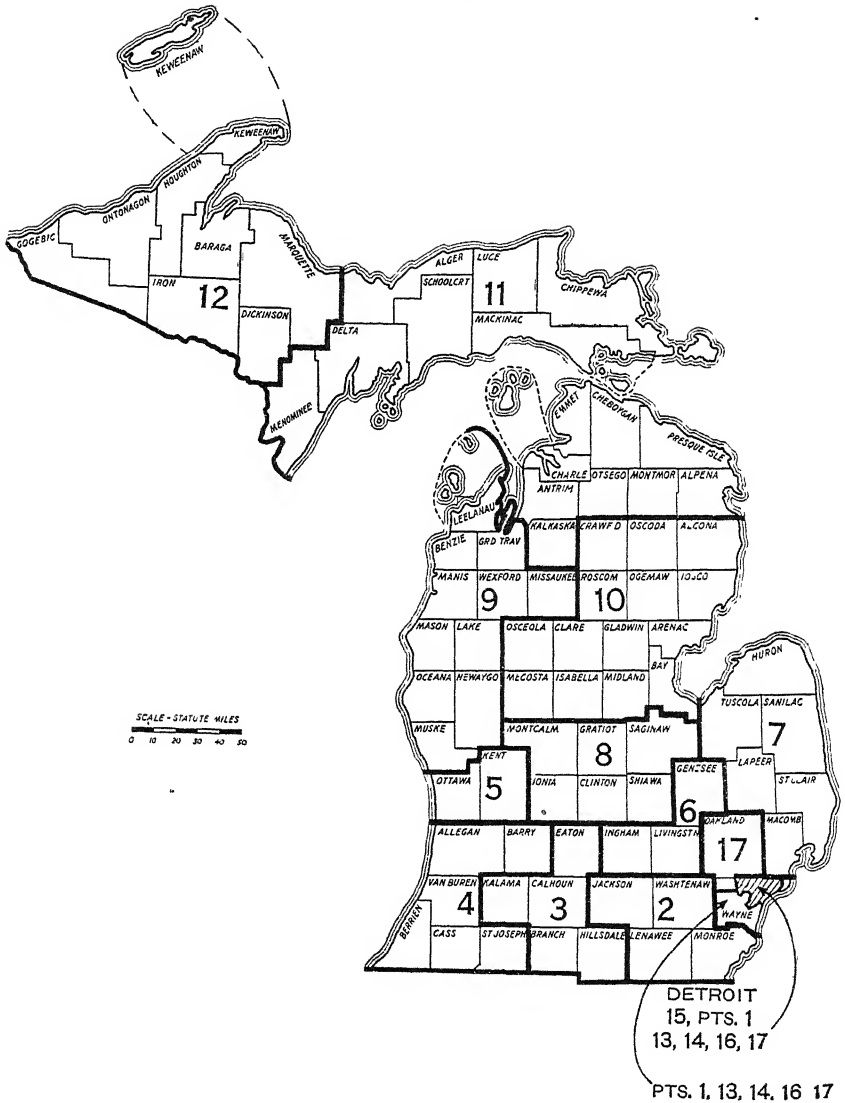 KEWEENAW
KEWEENAW
HOUGHTON
ONTONAGON
GOGEBIC
BARAGA
MARQUETTE
IRON
12
DICKINSON
ALGER
LUCE
SCHOOLCRT
11
CHIPPEWA
MACKINAC
DELTA
MENOMINEE
EMMET
CHEBOYGAN
PRESQUE ISLE
CHARLE
OTSEGO
MONTMOR
ALPENA
ANTRIM
LEELANAU
KALKASKA
CRAWF'D
OSCODA
BENZIE
GRD TRAV
MANIS
WEXFORD
MISSAUKEE
ROSCOM
OGEMAW
9
10
MASON
LAKE
OSCEOLA
CLARE
GLADWIN
ARENAC
BAY
HURON
OCEANA
NEWAYGO
MECOSTA
ISABELLA
MIDLAND
TUSCOLA
SANILAC
7
SCALE-STATUTE MILES
0 10 20 30 40 50
MUSKE
MONTCALM
GRATIOT
SAGINAW
8
KENT
GENESEE
LAPEER
OTTAWA
5
IONIA
CLINTON
SHIAWA
6
ST CLAIR
ALLEGAN
BARRY
EATON
INGHAM
LIVINGSTN
OAKLAND
MACOMB
17
VAN BUREN
KALAMA
CALHOUN
JACKSON
WASHTENAW
4
3
2
WAYNE
BERRIEN
CASS
ST JOSEPH
BRANCH
HILLSDALE
LENAWEE
MONROE
DETROIT
15, PTS. 1
13, 14, 16, 17
PTS. 1, 13, 14, 16 17